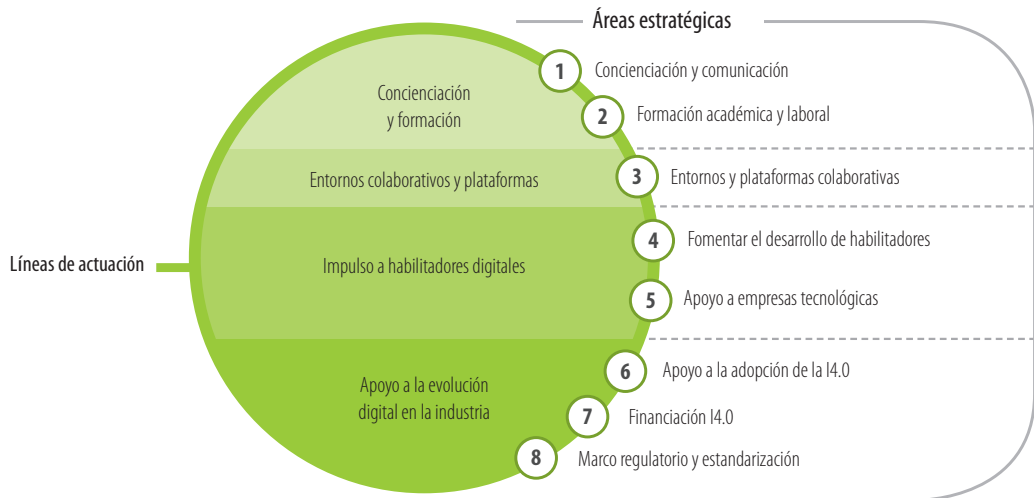 Áreas estratégicas
Líneas de actuación
Concienciación
y formación
1 Concienciación y comunicación
2 Formación académica y laboral
Entornos colaborativos y plataformas
3 Entornos y plataformas colaborativas
Impulso a habilitadores digitales
4 Fomentar el desarrollo de habilitadores
5 Apoyo a empresas tecnológicas
Apoyo a la evolución
digital en la industria
6 Apoyo a la adopción de la I4.0
7 Financiación I4.0
8 Marco regulatorio y estandarización